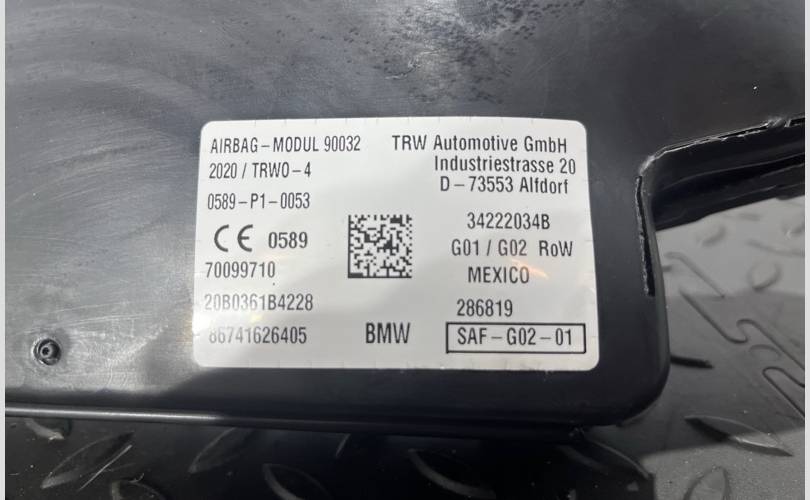 AIRBAG-MODUL 90032
2020 / TRWO-4
0589-P1-0053
CE 0589
70099710
20B0361B4228
86741626405
TRW Automotive GmbH
Industriestrasse 20
D-73553 Alfdorf
34222034B
G01 / G02 RoW
MEXICO
286819
BMW
SAF-G02-01